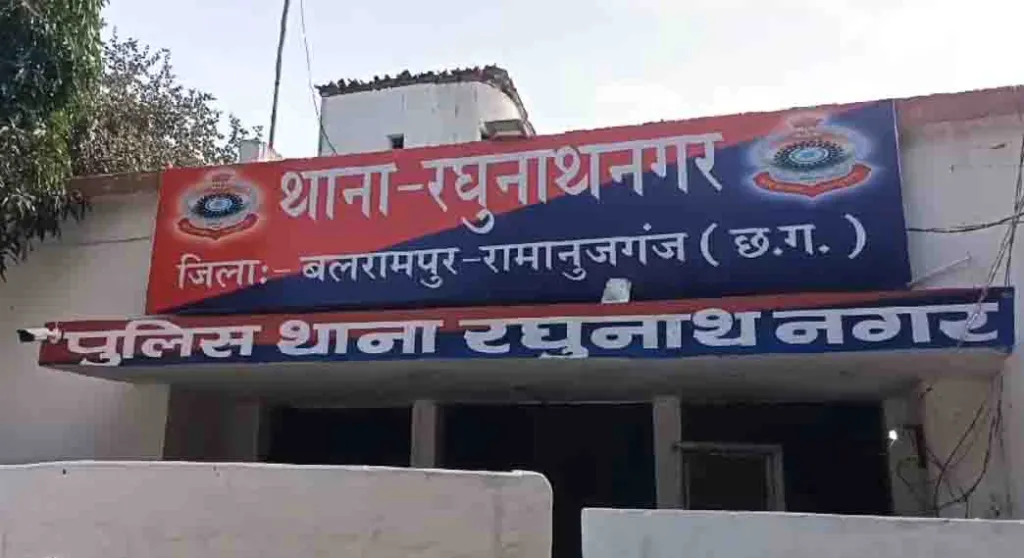 थाना-रघुनाथनगर
जिलाः- बलरामपुर-रामानुजगंज ( छ.ग. )
पुलिस थाना रघुनाथ नगर